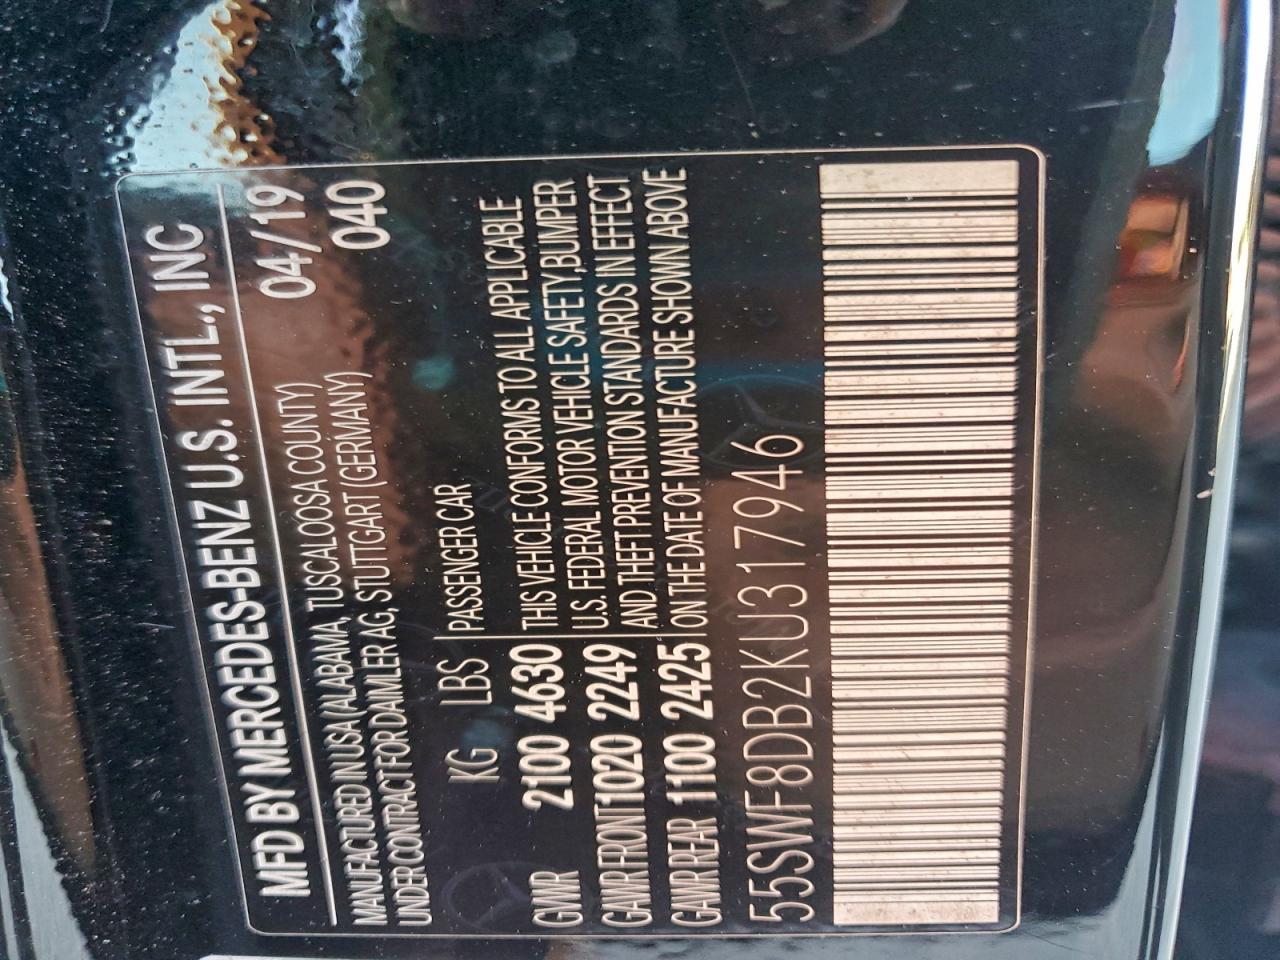 MFD BY MERCEDES-BENZ U.S. INTL., INC
MANUFACTURED IN USA (ALABAMA, TUSCALOOSA COUNTY) 04/19
UNDER CONTRACT FOR DAIMLER AG, STUTTGART (GERMANY) 040
KG LBS PASSENGER CAR
GVWR 2100 4630 THIS VEHICLE CONFORMS TO ALL APPLICABLE
U.S. FEDERAL MOTOR VEHICLE SAFETY,BUMPER
GAWR FRONT 1020 2249 AND THEFT PREVENTION STANDARDS IN EFFECT
GAWR REAR 1100 2425 ON THE DATE OF MANUFACTURE SHOWN ABOVE
55SWF8DB2KU317946